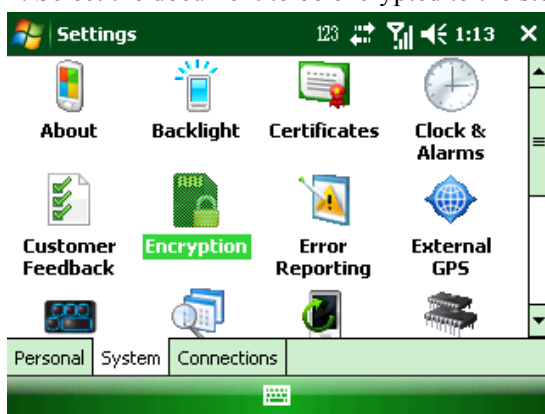 Settings 123 1:13
About Backlight Certificates Clock &
Alarms
Customer Encryption Error External
Feedback Reporting GPS
Personal System Connections